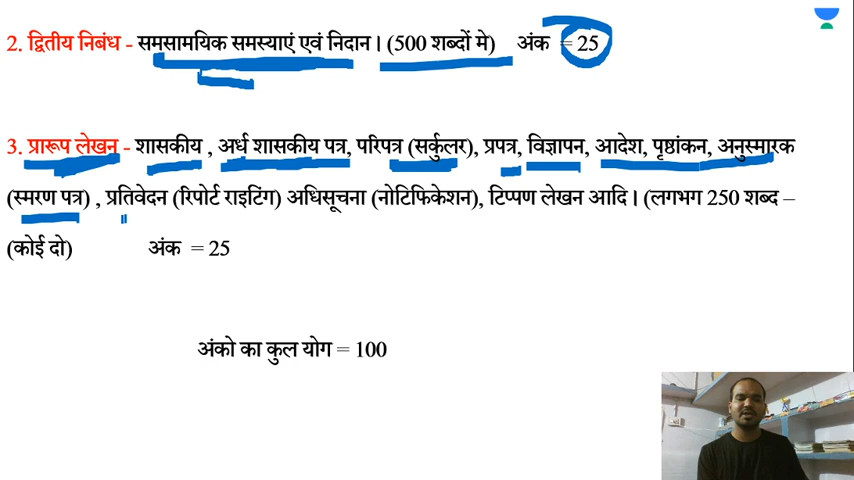 2. द्वितीय निबंध - समसामयिक समस्याएं एवं निदान। (500 शब्दों मे) अंक = 25
3. प्रारूप लेखन - शासकीय , अर्ध शासकीय पत्र, परिपत्र (सर्कुलर), प्रपत्र, विज्ञापन, आदेश, पृष्ठांकन, अनुस्मारक
(स्मरण पत्र) , प्रतिवेदन (रिपोर्ट राइटिंग) अधिसूचना (नोटिफिकेशन), टिप्पण लेखन आदि। (लगभग 250 शब्द –
(कोई दो) अंक = 25
अंको का कुल योग = 100